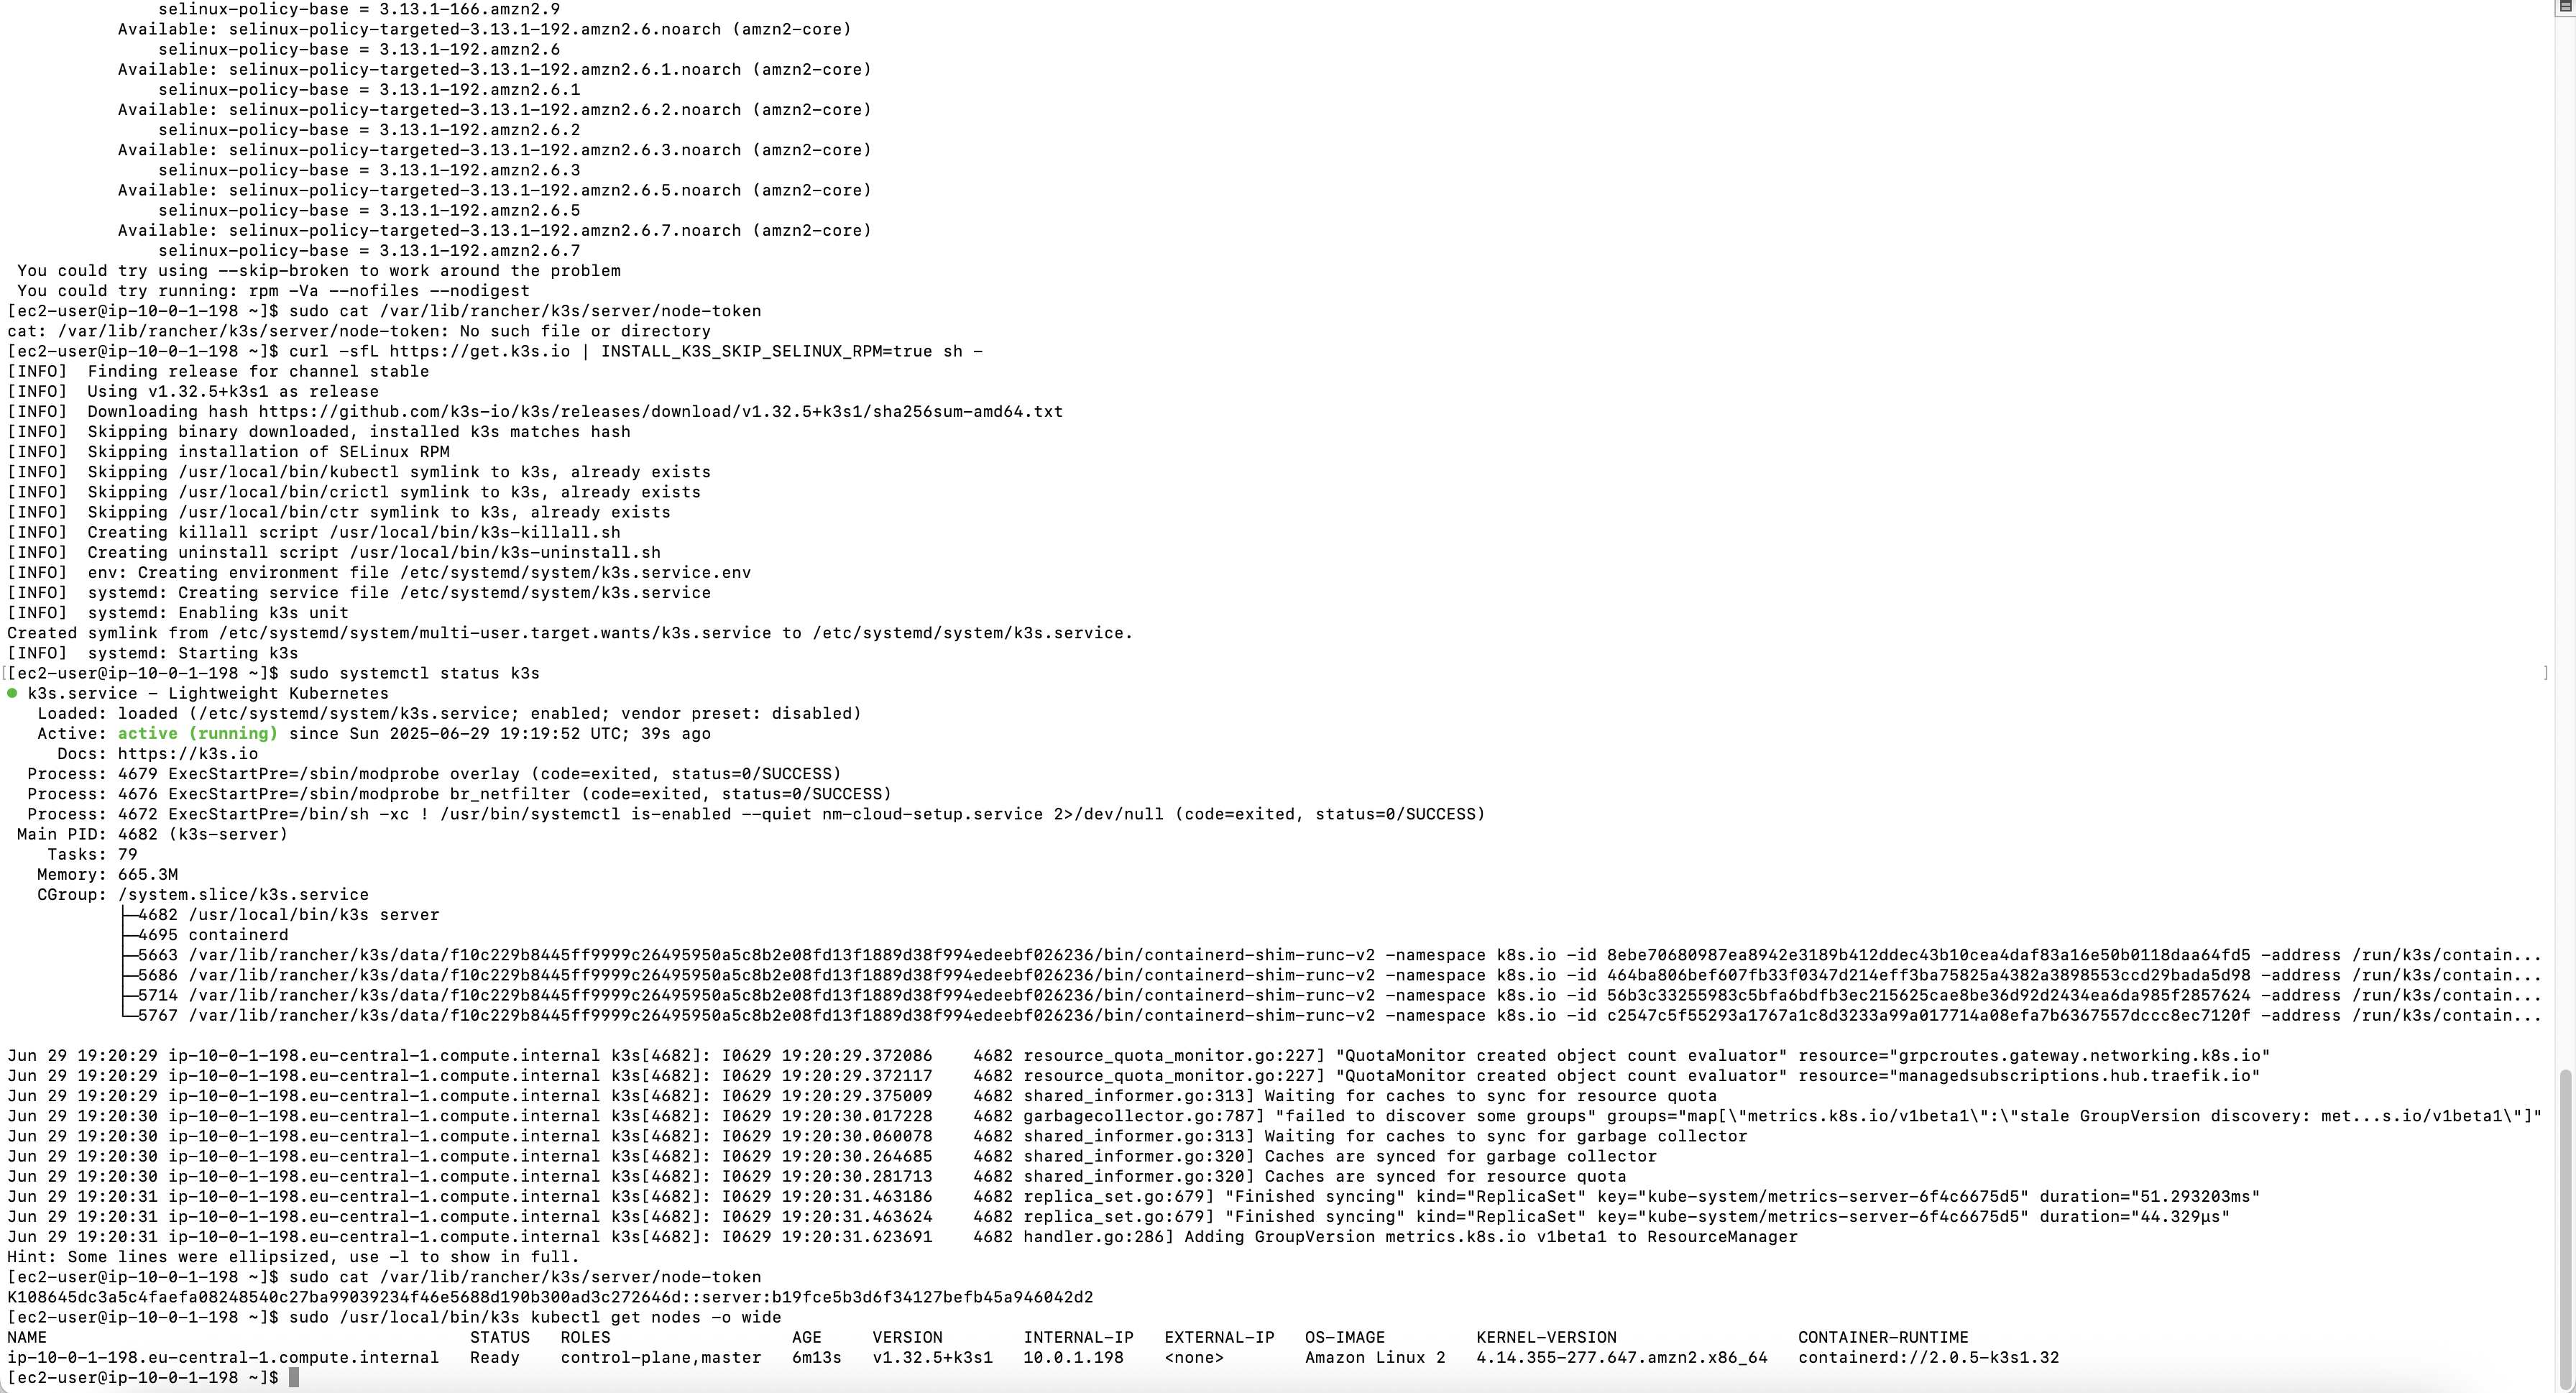 selinux-policy-base = 3.13.1-166.amzn2.9
Available: selinux-policy-targeted-3.13.1-192.amzn2.6.noarch (amzn2-core)
selinux-policy-base = 3.13.1-192.amzn2.6
Available: selinux-policy-targeted-3.13.1-192.amzn2.6.1.noarch (amzn2-core)
selinux-policy-base = 3.13.1-192.amzn2.6.1
Available: selinux-policy-targeted-3.13.1-192.amzn2.6.2.noarch (amzn2-core)
selinux-policy-base = 3.13.1-192.amzn2.6.2
Available: selinux-policy-targeted-3.13.1-192.amzn2.6.3.noarch (amzn2-core)
selinux-policy-base = 3.13.1-192.amzn2.6.3
Available: selinux-policy-targeted-3.13.1-192.amzn2.6.5.noarch (amzn2-core)
selinux-policy-base = 3.13.1-192.amzn2.6.5
Available: selinux-policy-targeted-3.13.1-192.amzn2.6.7.noarch (amzn2-core)
selinux-policy-base = 3.13.1-192.amzn2.6.7
You could try using --skip-broken to work around the problem
You could try running: rpm -Va --nofiles --nodigest
[ec2-user@ip-10-0-1-198 ~]$ sudo cat /var/lib/rancher/k3s/server/node-token
cat: /var/lib/rancher/k3s/server/node-token: No such file or directory
[ec2-user@ip-10-0-1-198 ~]$ curl -sfL https://get.k3s.io | INSTALL_K3S_SKIP_SELINUX_RPM=true sh -
[INFO]  Finding release for channel stable
[INFO]  Using v1.32.5+k3s1 as release
[INFO]  Downloading hash https://github.com/k3s-io/k3s/releases/download/v1.32.5+k3s1/sha256sum-amd64.txt
[INFO]  Skipping binary downloaded, installed k3s matches hash
[INFO]  Skipping installation of SELinux RPM
[INFO]  Skipping /usr/local/bin/kubectl symlink to k3s, already exists
[INFO]  Skipping /usr/local/bin/crictl symlink to k3s, already exists
[INFO]  Skipping /usr/local/bin/ctr symlink to k3s, already exists
[INFO]  Creating killall script /usr/local/bin/k3s-killall.sh
[INFO]  Creating uninstall script /usr/local/bin/k3s-uninstall.sh
[INFO]  env: Creating environment file /etc/systemd/system/k3s.service.env
[INFO]  systemd: Creating service file /etc/systemd/system/k3s.service
[INFO]  systemd: Enabling k3s unit
Created symlink from /etc/systemd/system/multi-user.target.wants/k3s.service to /etc/systemd/system/k3s.service.
[INFO]  systemd: Starting k3s
[[ec2-user@ip-10-0-1-198 ~]$ sudo systemctl status k3s ]
● k3s.service - Lightweight Kubernetes
Loaded: loaded (/etc/systemd/system/k3s.service; enabled; vendor preset: disabled)
Active: active (running) since Sun 2025-06-29 19:19:52 UTC; 39s ago
Docs: https://k3s.io
Process: 4679 ExecStartPre=/sbin/modprobe overlay (code=exited, status=0/SUCCESS)
Process: 4676 ExecStartPre=/sbin/modprobe br_netfilter (code=exited, status=0/SUCCESS)
Process: 4672 ExecStartPre=/bin/sh -xc ! /usr/bin/systemctl is-enabled --quiet nm-cloud-setup.service 2>/dev/null (code=exited, status=0/SUCCESS)
Main PID: 4682 (k3s-server)
Tasks: 79
Memory: 665.3M
CGroup: /system.slice/k3s.service
├─4682 /usr/local/bin/k3s server
├─4695 containerd
├─5663 /var/lib/rancher/k3s/data/f10c229b8445ff9999c26495950a5c8b2e08fd13f1889d38f994edeebf026236/bin/containerd-shim-runc-v2 -namespace k8s.io -id 8ebe70680987ea8942e3189b412ddec43b10cea4daf83a16e50b0118daa64fd5 -address /run/k3s/contain...
├─5686 /var/lib/rancher/k3s/data/f10c229b8445ff9999c26495950a5c8b2e08fd13f1889d38f994edeebf026236/bin/containerd-shim-runc-v2 -namespace k8s.io -id 464ba806bef607fb33f0347d214eff3ba75825a4382a3898553ccd29bada5d98 -address /run/k3s/contain...
├─5714 /var/lib/rancher/k3s/data/f10c229b8445ff9999c26495950a5c8b2e08fd13f1889d38f994edeebf026236/bin/containerd-shim-runc-v2 -namespace k8s.io -id 56b3c33255983c5bfa6bdfb3ec215625cae8be36d92d2434ea6da985f2857624 -address /run/k3s/contain...
└─5767 /var/lib/rancher/k3s/data/f10c229b8445ff9999c26495950a5c8b2e08fd13f1889d38f994edeebf026236/bin/containerd-shim-runc-v2 -namespace k8s.io -id c2547c5f55293a1767a1c8d3233a99a017714a08efa7b6367557dccc8ec7120f -address /run/k3s/contain...
Jun 29 19:20:29 ip-10-0-1-198.eu-central-1.compute.internal k3s[4682]: I0629 19:20:29.372086    4682 resource_quota_monitor.go:227] "QuotaMonitor created object count evaluator" resource="grpcroutes.gateway.networking.k8s.io"
Jun 29 19:20:29 ip-10-0-1-198.eu-central-1.compute.internal k3s[4682]: I0629 19:20:29.372117    4682 resource_quota_monitor.go:227] "QuotaMonitor created object count evaluator" resource="managedsubscriptions.hub.traefik.io"
Jun 29 19:20:29 ip-10-0-1-198.eu-central-1.compute.internal k3s[4682]: I0629 19:20:29.375009    4682 shared_informer.go:313] Waiting for caches to sync for resource quota
Jun 29 19:20:30 ip-10-0-1-198.eu-central-1.compute.internal k3s[4682]: I0629 19:20:30.017228    4682 garbagecollector.go:787] "failed to discover some groups" groups="map[\"metrics.k8s.io/v1beta1\":\"stale GroupVersion discovery: met...s.io/v1beta1\"]"
Jun 29 19:20:30 ip-10-0-1-198.eu-central-1.compute.internal k3s[4682]: I0629 19:20:30.060078    4682 shared_informer.go:313] Waiting for caches to sync for garbage collector
Jun 29 19:20:30 ip-10-0-1-198.eu-central-1.compute.internal k3s[4682]: I0629 19:20:30.264685    4682 shared_informer.go:320] Caches are synced for garbage collector
Jun 29 19:20:30 ip-10-0-1-198.eu-central-1.compute.internal k3s[4682]: I0629 19:20:30.281713    4682 shared_informer.go:320] Caches are synced for resource quota
Jun 29 19:20:31 ip-10-0-1-198.eu-central-1.compute.internal k3s[4682]: I0629 19:20:31.463186    4682 replica_set.go:679] "Finished syncing" kind="ReplicaSet" key="kube-system/metrics-server-6f4c6675d5" duration="51.293203ms"
Jun 29 19:20:31 ip-10-0-1-198.eu-central-1.compute.internal k3s[4682]: I0629 19:20:31.463624    4682 replica_set.go:679] "Finished syncing" kind="ReplicaSet" key="kube-system/metrics-server-6f4c6675d5" duration="44.329µs"
Jun 29 19:20:31 ip-10-0-1-198.eu-central-1.compute.internal k3s[4682]: I0629 19:20:31.623691    4682 handler.go:286] Adding GroupVersion metrics.k8s.io v1beta1 to ResourceManager
Hint: Some lines were ellipsized, use -l to show in full.
[ec2-user@ip-10-0-1-198 ~]$ sudo cat /var/lib/rancher/k3s/server/node-token
K108645dc3a5c4faefa08248540c27ba99039234f46e5688d190b300ad3c272646d::server:b19fce5b3d6f34127befb45a946042d2
[ec2-user@ip-10-0-1-198 ~]$ sudo /usr/local/bin/k3s kubectl get nodes -o wide
NAME   STATUS   ROLES   AGE   VERSION   INTERNAL-IP   EXTERNAL-IP   OS-IMAGE   KERNEL-VERSION   CONTAINER-RUNTIME
ip-10-0-1-198.eu-central-1.compute.internal   Ready   control-plane,master   6m13s   v1.32.5+k3s1   10.0.1.198   <none>   Amazon Linux 2   4.14.355-277.647.amzn2.x86_64   containerd://2.0.5-k3s1.32
[ec2-user@ip-10-0-1-198 ~]$